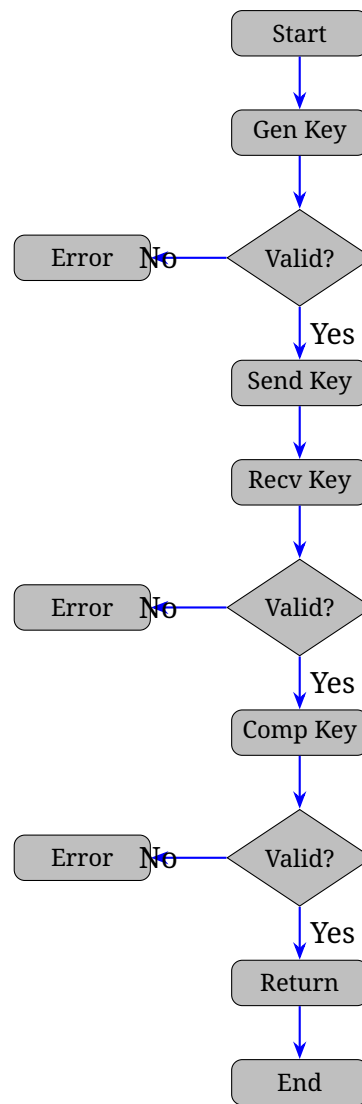 Start
Gen Key
Valid?
No
Error
Yes
Send Key
Recv Key
Valid?
No
Error
Yes
Comp Key
Valid?
No
Error
Yes
Return
End